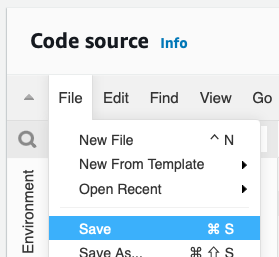 Code source Info
File Edit Find View Go
Environment
New File ^ N
New From Template
Open Recent
Save ⌘ S
Save As... ⌘ ⇧ S